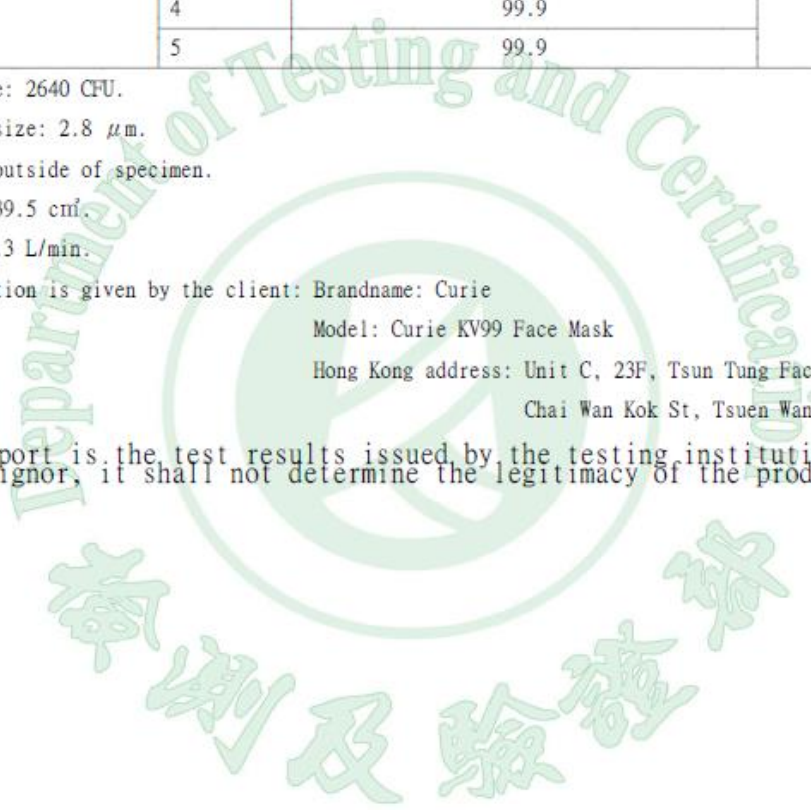 4 99.9
5 99.9
e: 2640 CFU.
size: 2.8 μm.
outside of specimen.
39.5 cm².
.3 L/min.
tion is given by the client: Brandname: Curie
Model: Curie KV99 Face Mask
Hong Kong address: Unit C, 23F, Tsun Tung Fac
Chai Wan Kok St, Tsuen Wan
port is the test results issued by the testing instituti
ignor, it shall not determine the legitimacy of the prod
Department of Testing and Certification
檢測及驗證部